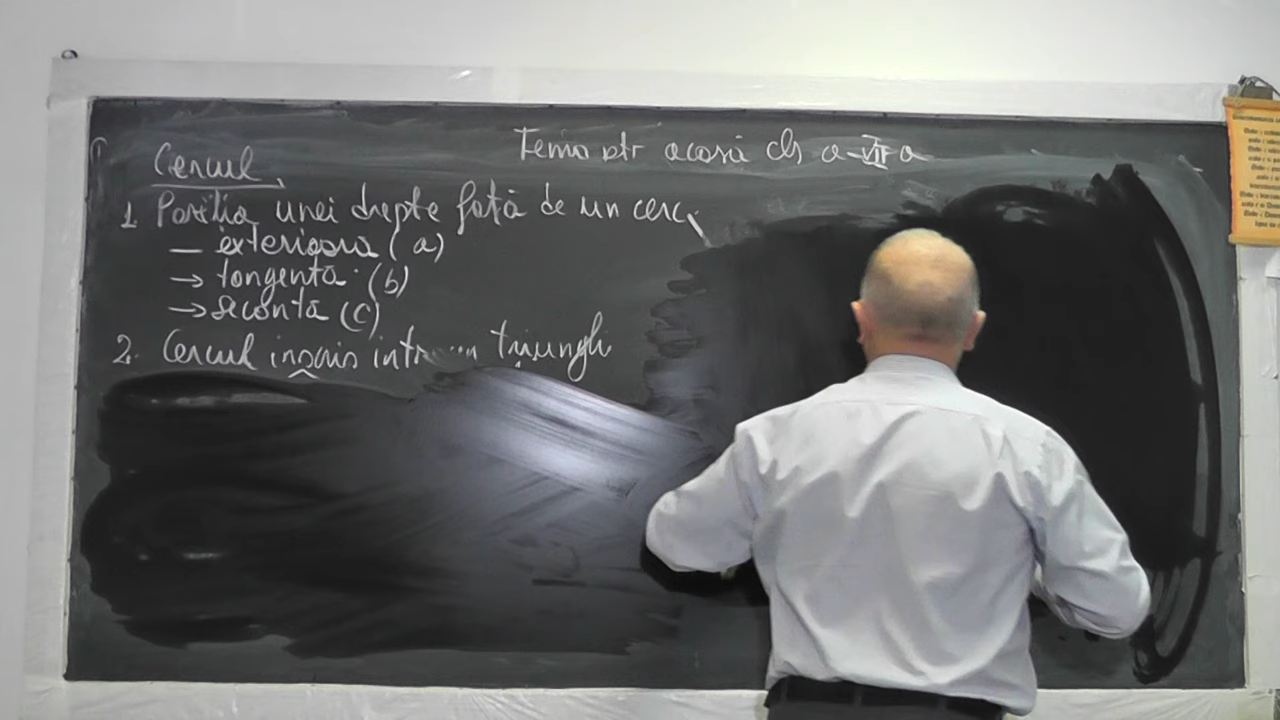 Tema ptr acasă cls a-VII a
Cercul
1. Poziția unei drepte față de un cerc.
— exterioară (a)
→ tangentă (b)
→ secantă (c)
2. Cercul înscris într-un triunghi